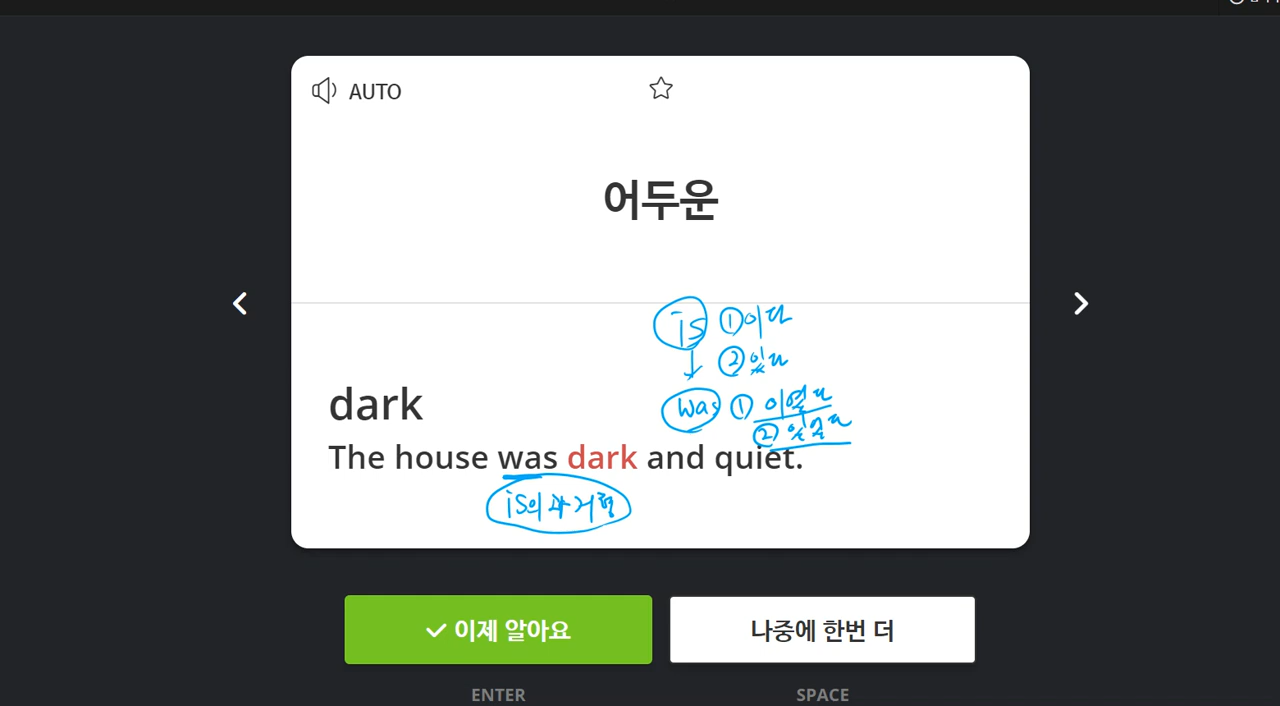 AUTO
어두운
is ①이다
②있다
dark
was ① 이였다
② 있었다
The house was dark and quiet.
is의 과거형
이제 알아요
나중에 한번 더
ENTER
SPACE